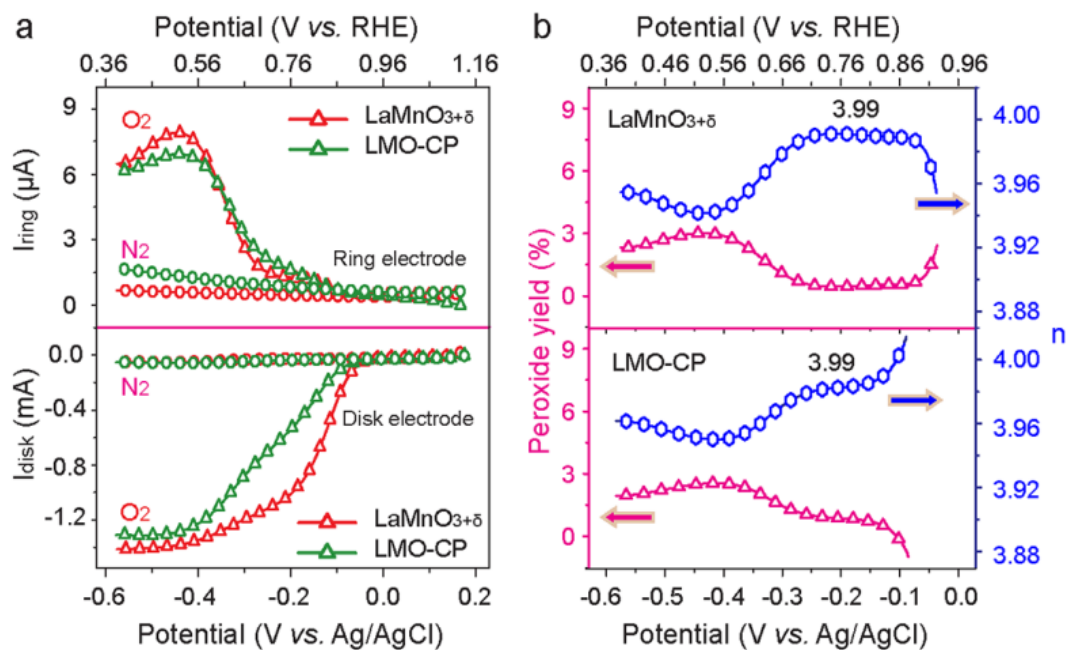 a
Potential (V vs. RHE)
0.36 0.56 0.76 0.96 1.16
9
6
3
0
Iring (µA)
O2
LaMnO3+δ
LMO-CP
N2
Ring electrode
0.0
-0.4
-0.8
-1.2
Idisk (mA)
N2
Disk electrode
O2
LaMnO3+δ
LMO-CP
-0.6 -0.4 -0.2 0.0 0.2
Potential (V vs. Ag/AgCl)
b
Potential (V vs. RHE)
0.36 0.46 0.56 0.66 0.76 0.86 0.96
9
6
3
0
LaMnO3+δ
3.99
4.00
3.96
3.92
3.88
Peroxide yield (%)
n
9
6
3
0
LMO-CP
3.99
4.00
3.96
3.92
3.88
-0.6 -0.5 -0.4 -0.3 -0.2 -0.1 0.0
Potential (V vs. Ag/AgCl)